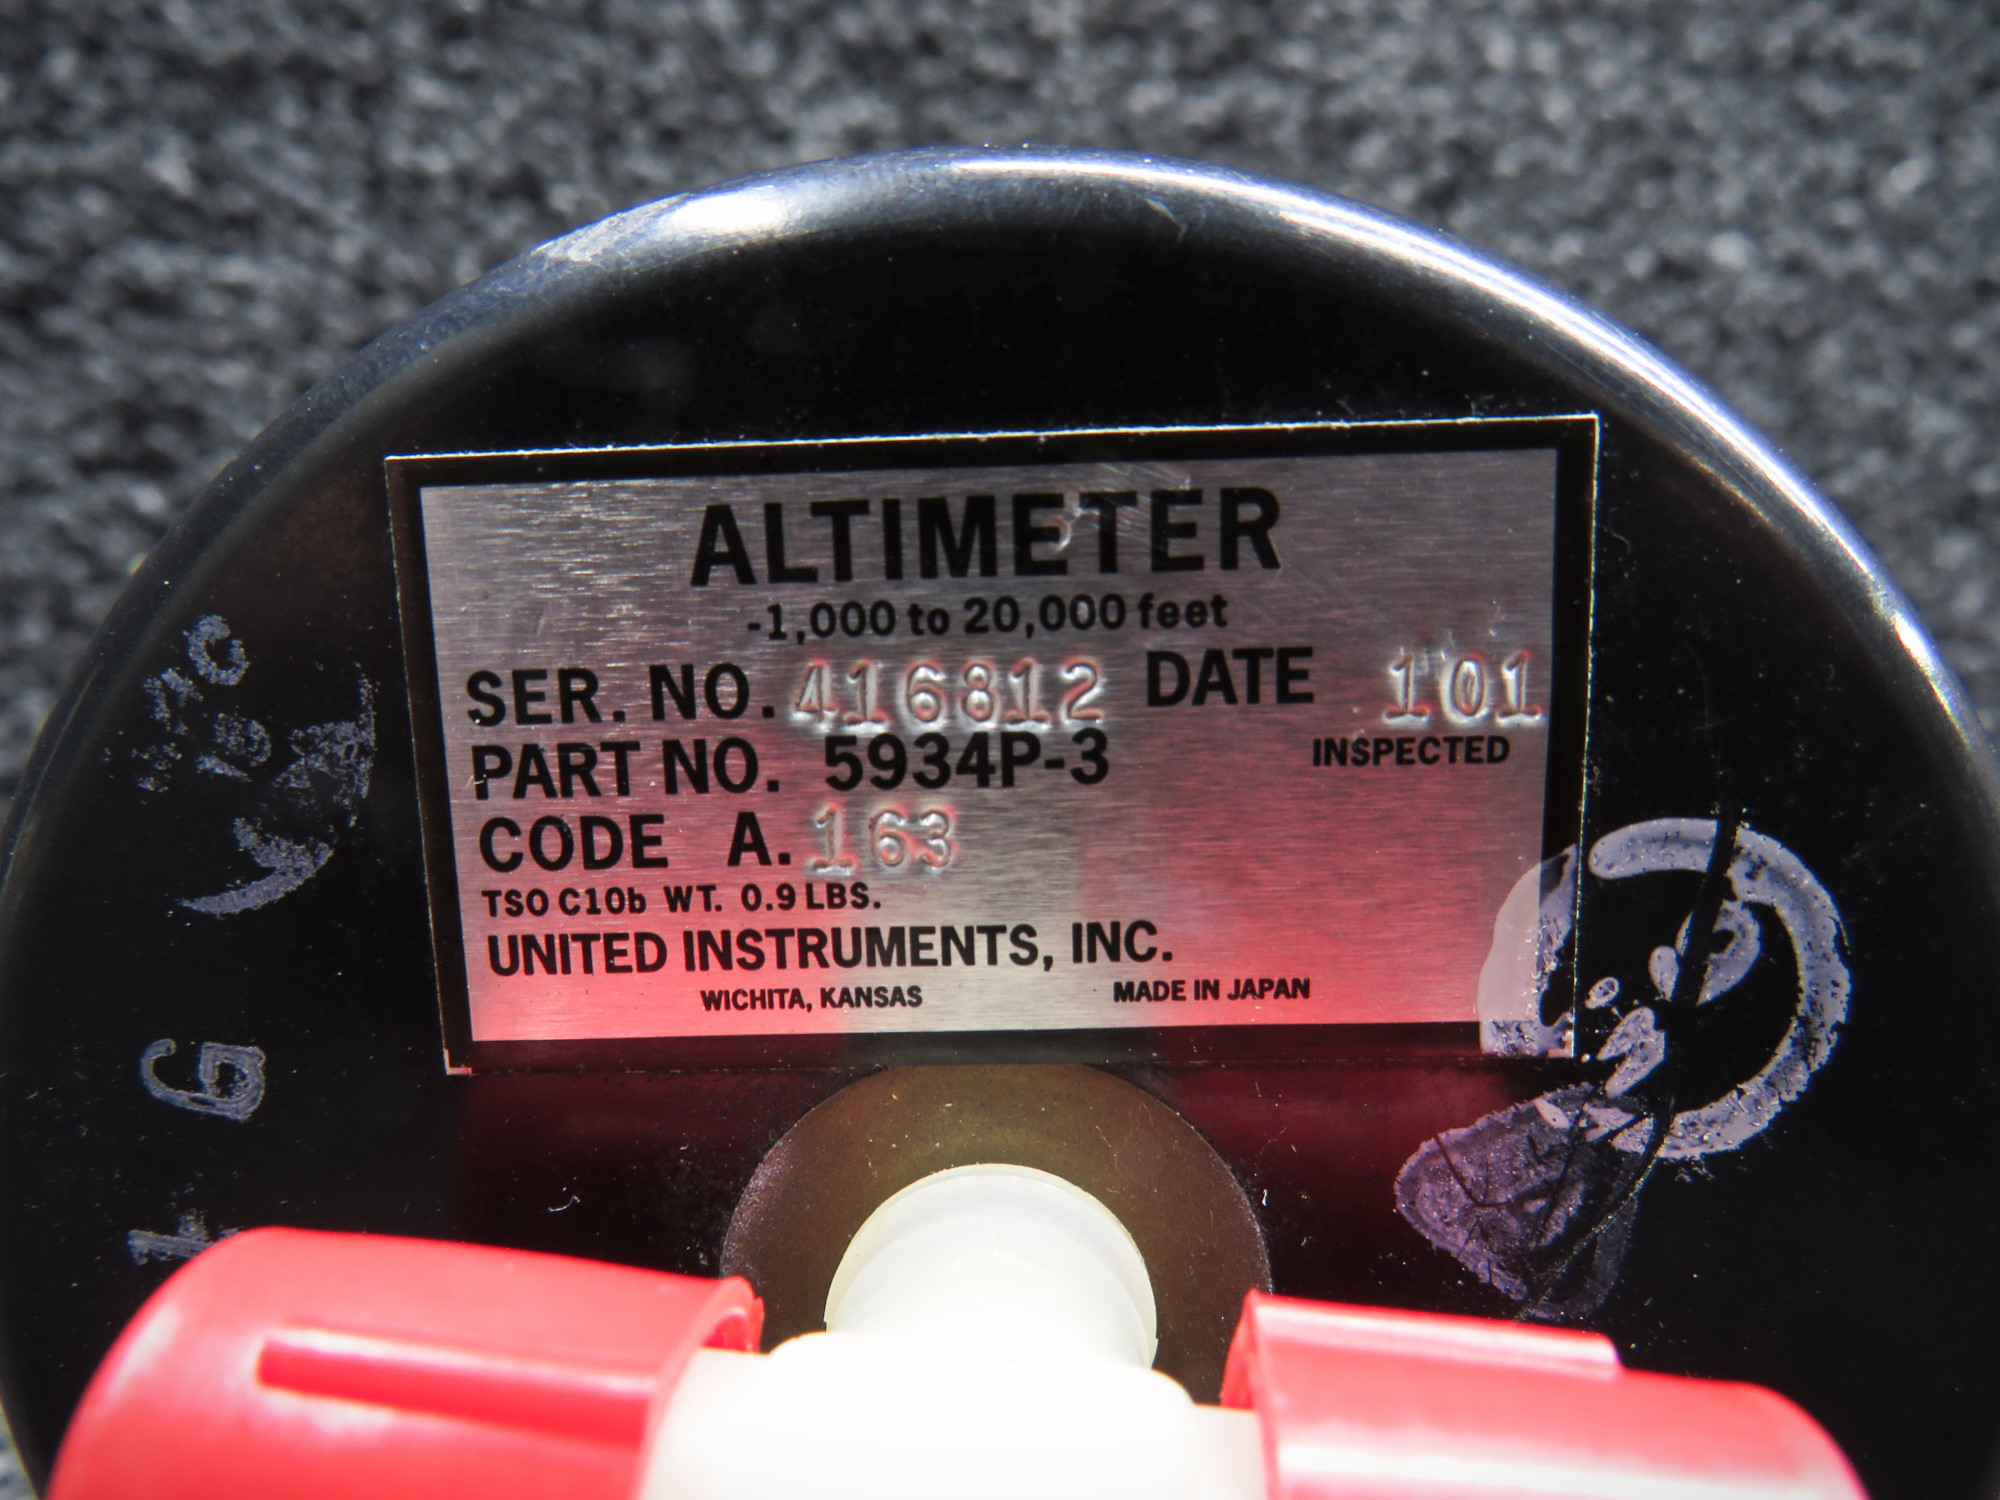 ALTIMETER
-1,000 to 20,000 feet
SER. NO. 416812 DATE 101
PART NO. 5934P-3 INSPECTED
CODE A. 163
TSO C10b WT. 0.9 LBS.
UNITED INSTRUMENTS, INC.
WICHITA, KANSAS MADE IN JAPAN